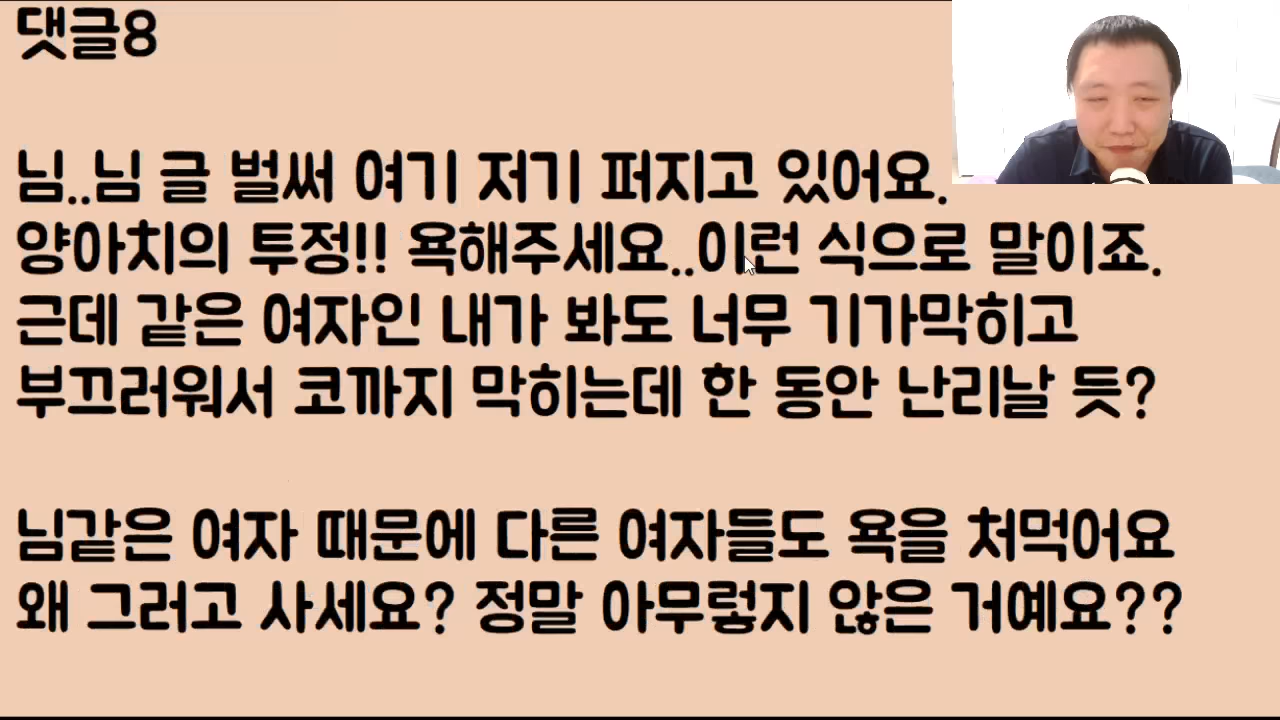 댓글8
님..님 글 벌써 여기 저기 퍼지고 있어요.
양아치의 투정!! 욕해주세요..이런 식으로 말이죠.
근데 같은 여자인 내가 봐도 너무 기가막히고
부끄러워서 코까지 막히는데 한 동안 난리날 듯?
님같은 여자 때문에 다른 여자들도 욕을 처먹어요
왜 그러고 사세요? 정말 아무렇지 않은 거예요??